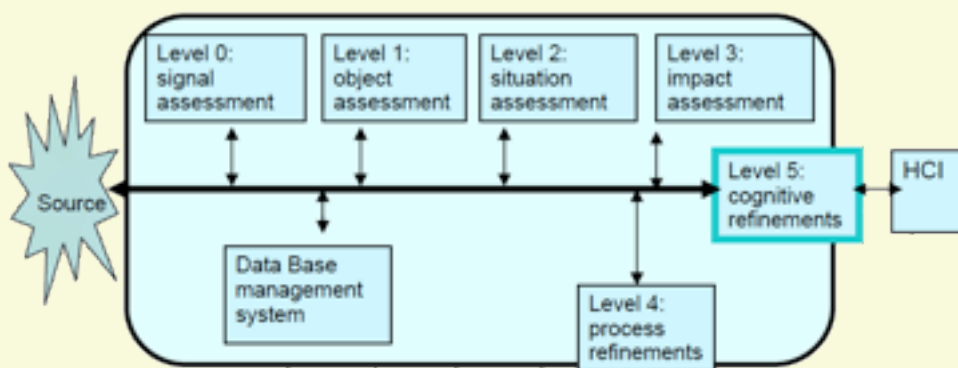 Level 0:
signal
assessment
Level 1:
object
assessment
Level 2:
situation
assessment
Level 3:
impact
assessment
Source
Level 5:
cognitive
refinements
HCI
Data Base
management
system
Level 4:
process
refinements